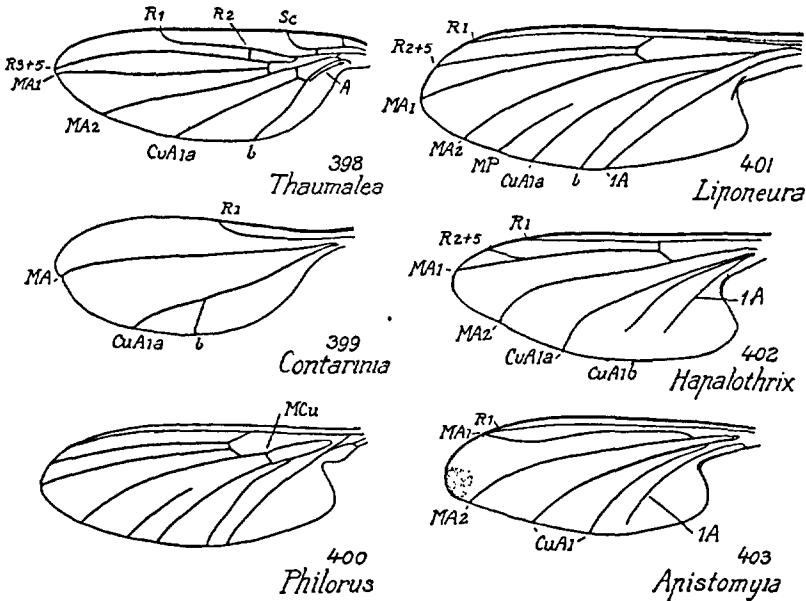 R1 R2 Sc
R3+5
MA1
MA2
CuA1a b A
398
Thaumalea
R1
R2+5
MA1
MA2
MP
CuA1a b 1A
401
Liponeura
R1
MA
CuA1a b
399
Contarinia
R1
R2+5
MA1
MA2
CuA1a
CuA1b
1A
402
Hapalothrix
MCu
400
Philorus
R1
MA1
MA2
CuA1
1A
403
Apistomyia